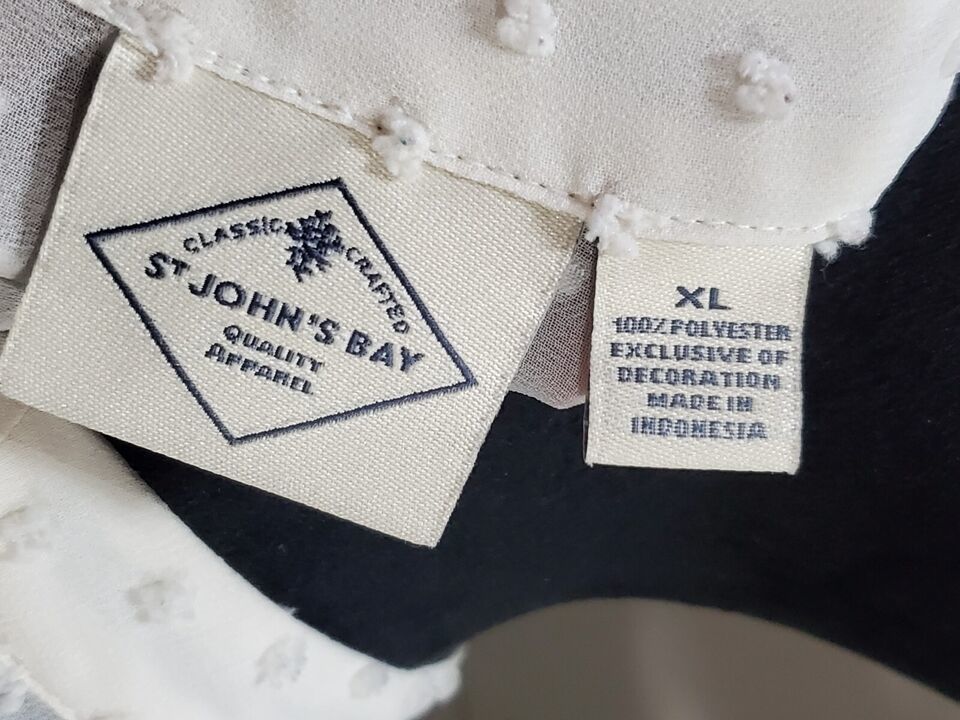 CLASSIC CRAFTED
ST JOHN'S BAY
QUALITY
APPAREL
XL
100% POLYESTER
EXCLUSIVE OF
DECORATION
MADE IN
INDONESIA